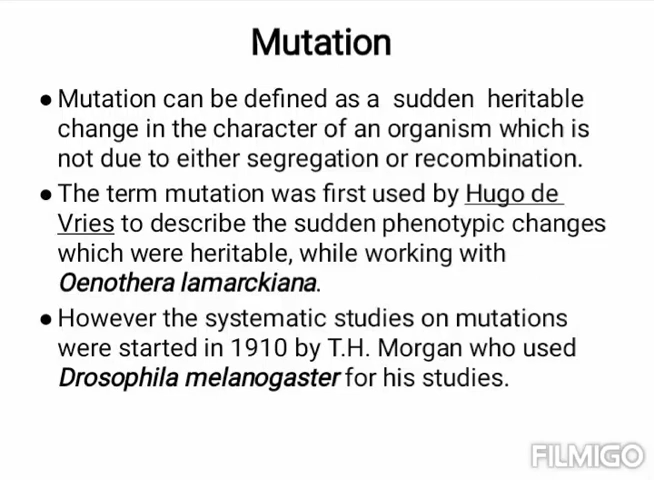 Mutation
● Mutation can be defined as a sudden heritable
change in the character of an organism which is
not due to either segregation or recombination.
● The term mutation was first used by Hugo de
Vries to describe the sudden phenotypic changes
which were heritable, while working with
Oenothera lamarckiana.
● However the systematic studies on mutations
were started in 1910 by T.H. Morgan who used
Drosophila melanogaster for his studies.
FILMIGO